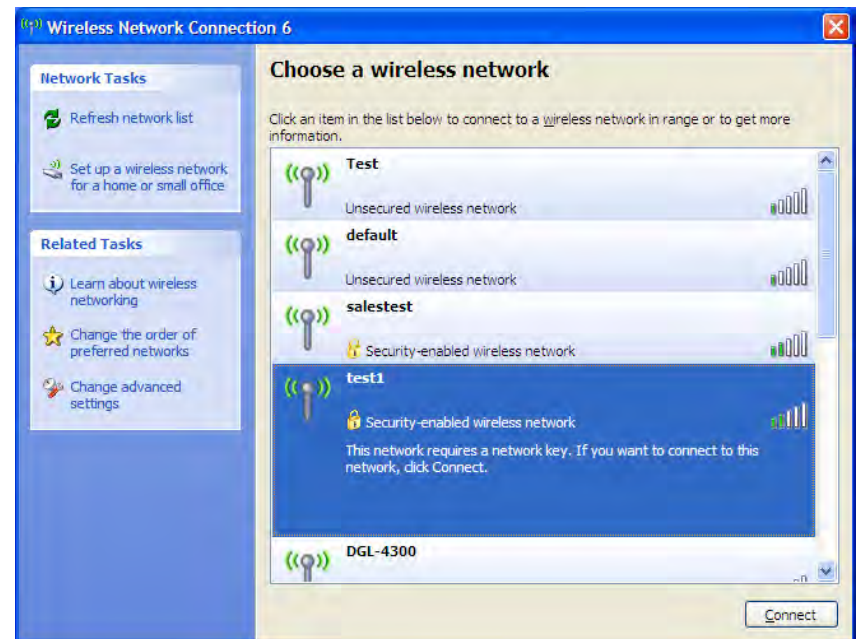 Wireless Network Connection 6
Network Tasks
Refresh network list
Set up a wireless network
for a home or small office
Related Tasks
Learn about wireless
networking
Change the order of
preferred networks
Change advanced
settings
Choose a wireless network
Click an item in the list below to connect to a wireless network in range or to get more
information.
Test
Unsecured wireless network
default
Unsecured wireless network
salestest
Security-enabled wireless network
test1
Security-enabled wireless network
This network requires a network key. If you want to connect to this
network, click Connect.
DGL-4300
Connect